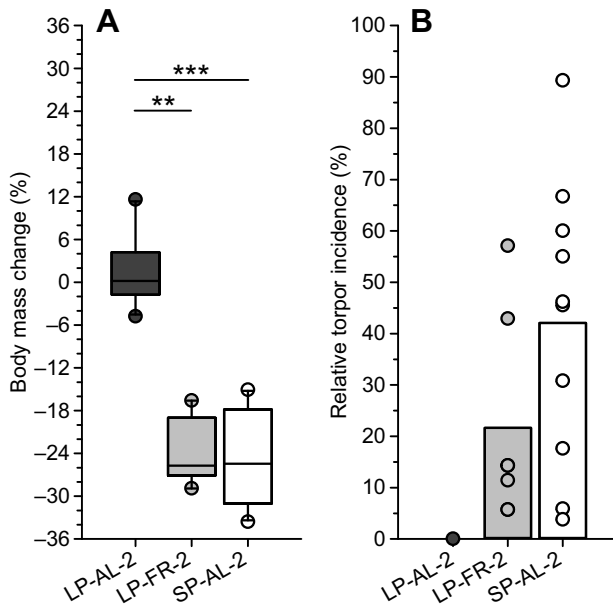 A
Body mass change (%)
36
30
24
18
12
6
0
–6
–12
–18
–24
–30
–36
***
**
LP-AL-2
LP-FR-2
SP-AL-2
B
Relative torpor incidence (%)
100
90
80
70
60
50
40
30
20
10
0
LP-AL-2
LP-FR-2
SP-AL-2